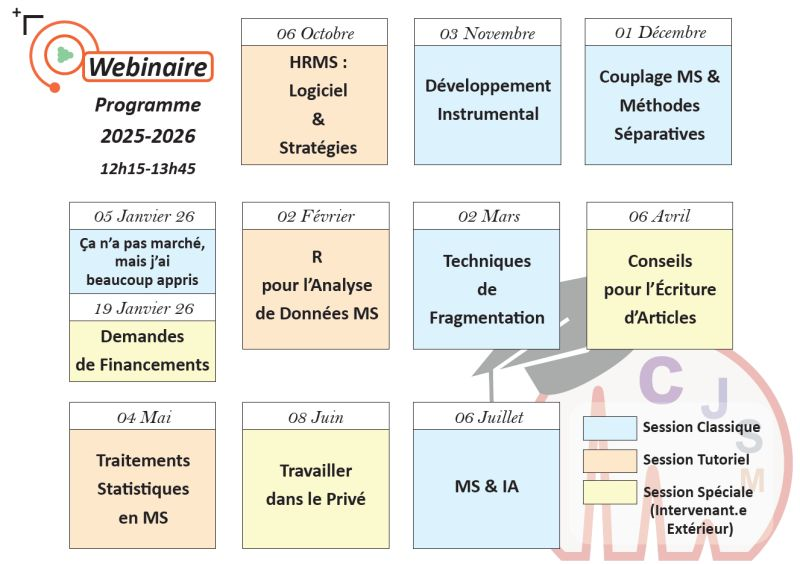 Webinaire
Programme
2025-2026
12h15-13h45
06 Octobre
HRMS :
Logiciel
&
Stratégies
03 Novembre
Développement
Instrumental
01 Décembre
Couplage MS &
Méthodes
Séparatives
05 Janvier 26
Ça n'a pas marché,
mais j'ai
beaucoup appris
19 Janvier 26
Demandes
de Financements
02 Février
R
pour l'Analyse
de Données MS
02 Mars
Techniques
de
Fragmentation
06 Avril
Conseils
pour l'Écriture
d'Articles
04 Mai
Traitements
Statistiques
en MS
08 Juin
Travailler
dans le Privé
06 Juillet
MS & IA
C
J
S
M
Session Classique
Session Tutoriel
Session Spéciale
(Intervenant.e
Extérieur)